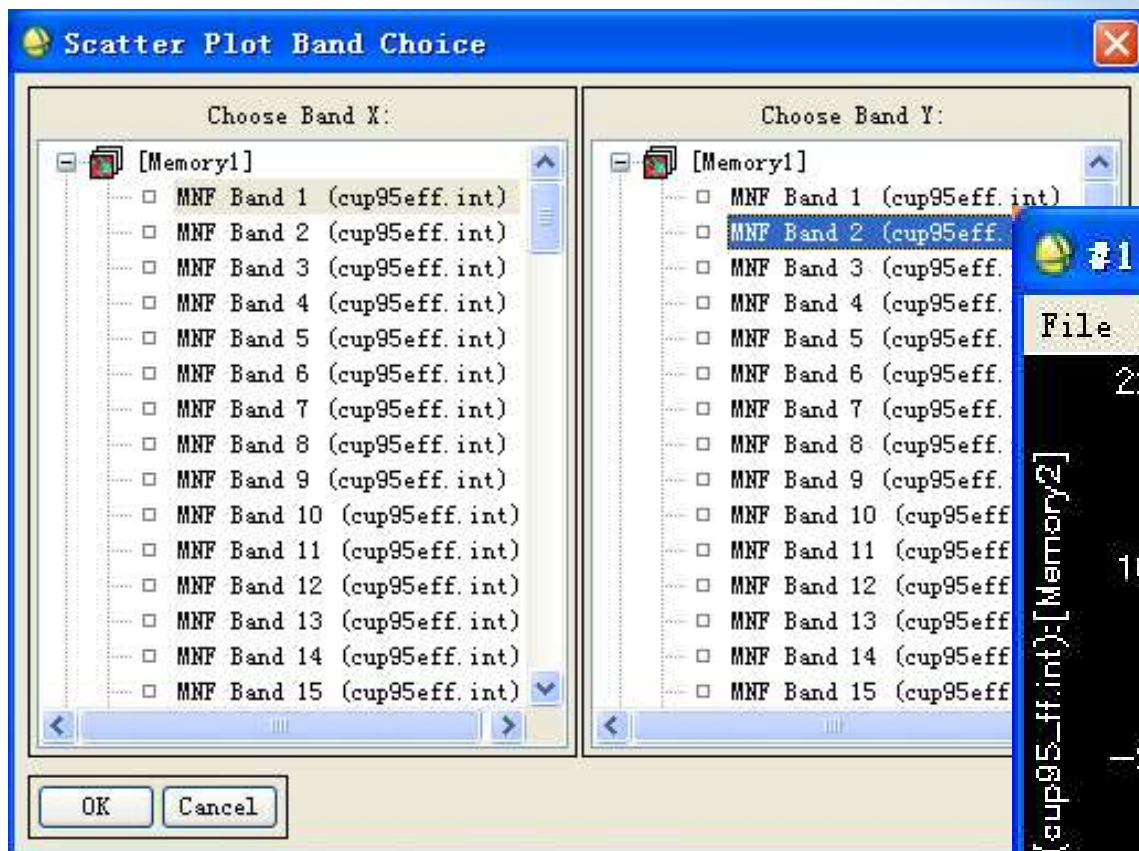 Scatter Plot Band Choice
Choose Band X:
[Memory1]
MNF Band 1 (cup95eff.int)
MNF Band 2 (cup95eff.int)
MNF Band 3 (cup95eff.int)
MNF Band 4 (cup95eff.int)
MNF Band 5 (cup95eff.int)
MNF Band 6 (cup95eff.int)
MNF Band 7 (cup95eff.int)
MNF Band 8 (cup95eff.int)
MNF Band 9 (cup95eff.int)
MNF Band 10 (cup95eff.int)
MNF Band 11 (cup95eff.int)
MNF Band 12 (cup95eff.int)
MNF Band 13 (cup95eff.int)
MNF Band 14 (cup95eff.int)
MNF Band 15 (cup95eff.int)
Choose Band Y:
[Memory1]
MNF Band 1 (cup95eff.int)
MNF Band 2 (cup95eff.
MNF Band 3 (cup95eff.
MNF Band 4 (cup95eff.
MNF Band 5 (cup95eff.
MNF Band 6 (cup95eff.
MNF Band 7 (cup95eff.
MNF Band 8 (cup95eff.
MNF Band 9 (cup95eff.
MNF Band 10 (cup95eff
MNF Band 11 (cup95eff
MNF Band 12 (cup95eff
MNF Band 13 (cup95eff
MNF Band 14 (cup95eff
MNF Band 15 (cup95eff
OK
Cancel
#1
File
(cup95_ff.int):[Memory2]